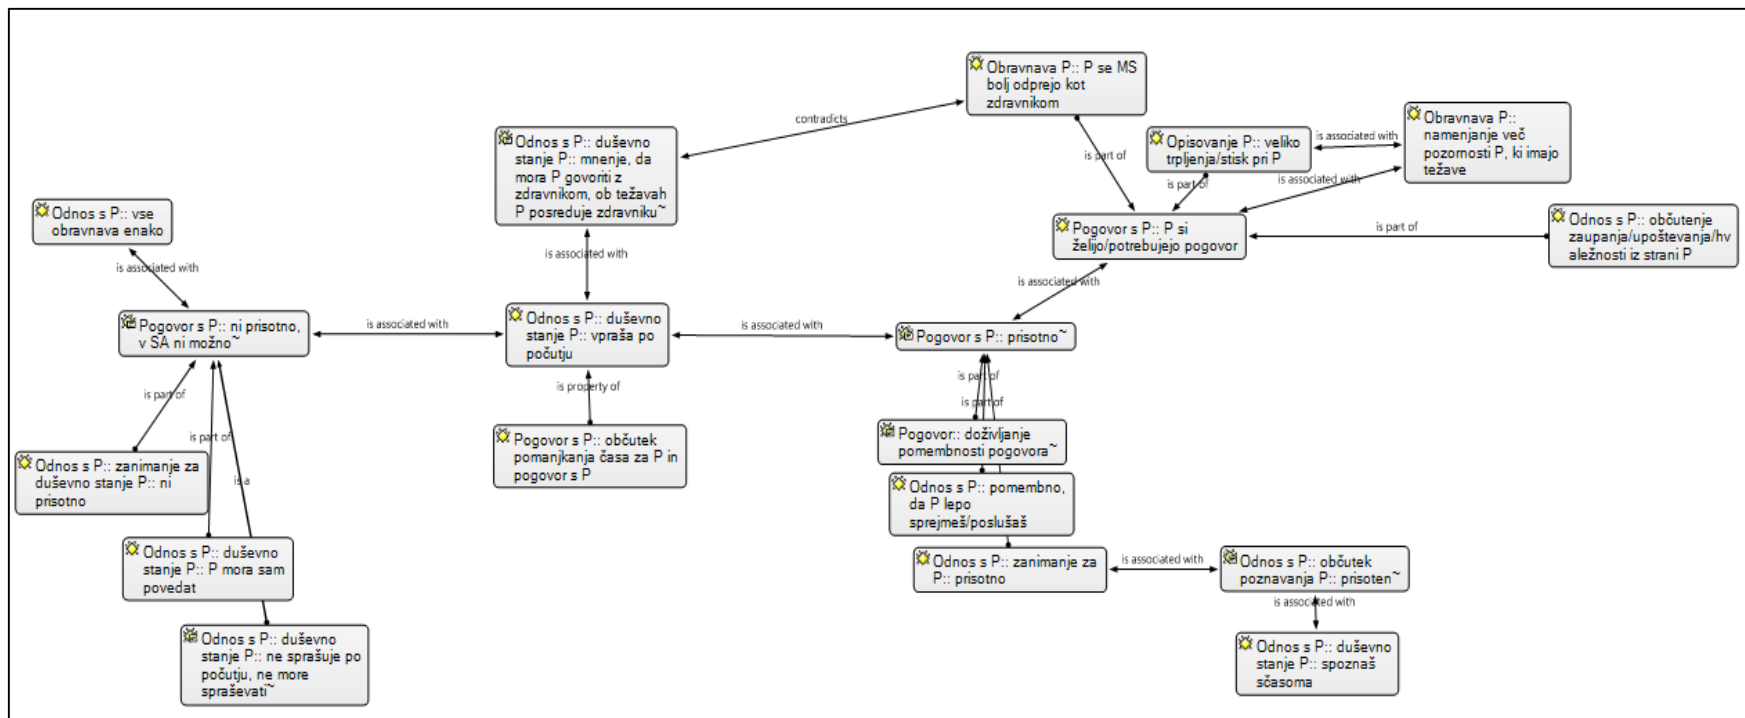 Obravnava P:: P se MS
bolj odprejo kot
zdravnikom
contradicts
Obravnava P::
namenjanje več
pozornosti P, ki imajo
težave
Odnos s P:: duševno
stanje P:: mnenje, da
mora P govoriti z
zdravnikom, ob težavah
P posreduje zdravniku~
Opisovanje P:: veliko
trpljenja/stisk pri P
is associated with
is part of
is associated with
is part of
Odnos s P:: vse
obravnava enako
Pogovor s P:: P si
želijo/potrebujejo pogovor
is part of
Odnos s P:: občutenje
zaupanja/upoštevanja/hv
aležnosti iz strani P
is associated with
is associated with
is associated with
Pogovor s P:: ni prisotno,
v SA ni možno~
is associated with
Odnos s P:: duševno
stanje P:: vpraša po
počutju
is associated with
Pogovor s P:: prisotno~
is part of
is property of
is part of
is part of
is part of
Odnos s P:: zanimanje za
duševno stanje P:: ni
prisotno
is a
Pogovor s P:: občutek
pomanjkanja časa za P in
pogovor s P
Pogovor:: doživljanje
pomembnosti pogovora~
Odnos s P:: pomembno,
da P lepo
sprejmeš/poslušaš
Odnos s P:: duševno
stanje P:: P mora sam
povedat
Odnos s P:: zanimanje za
P:: prisotno
is associated with
Odnos s P:: občutek
poznavanja P:: prisoten~
is associated with
Odnos s P:: duševno
stanje P:: ne sprašuje po
počutju, ne more
spraševati~
Odnos s P:: duševno
stanje P:: spoznaš
sčasoma